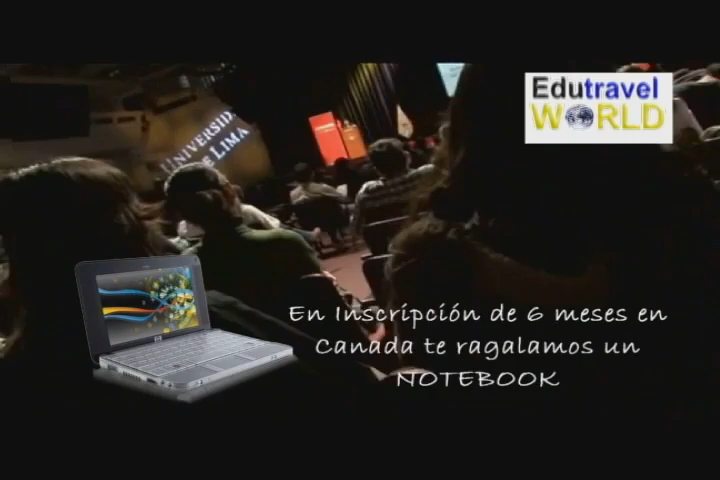 Edutravel
WORLD
UNIVERSIDAD
DE LIMA
En Inscripción de 6 meses en
Canada te ragalamos un
NOTEBOOK